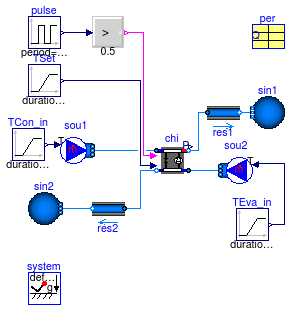 pulse
period=...
>
0.5
per
Q
TSet
duratio...
TCon_in
duratio...
sou1
T
chi
P
res1
sin1
sou2
T
sin2
res2
TEva_in
duratio...
system
def...
g